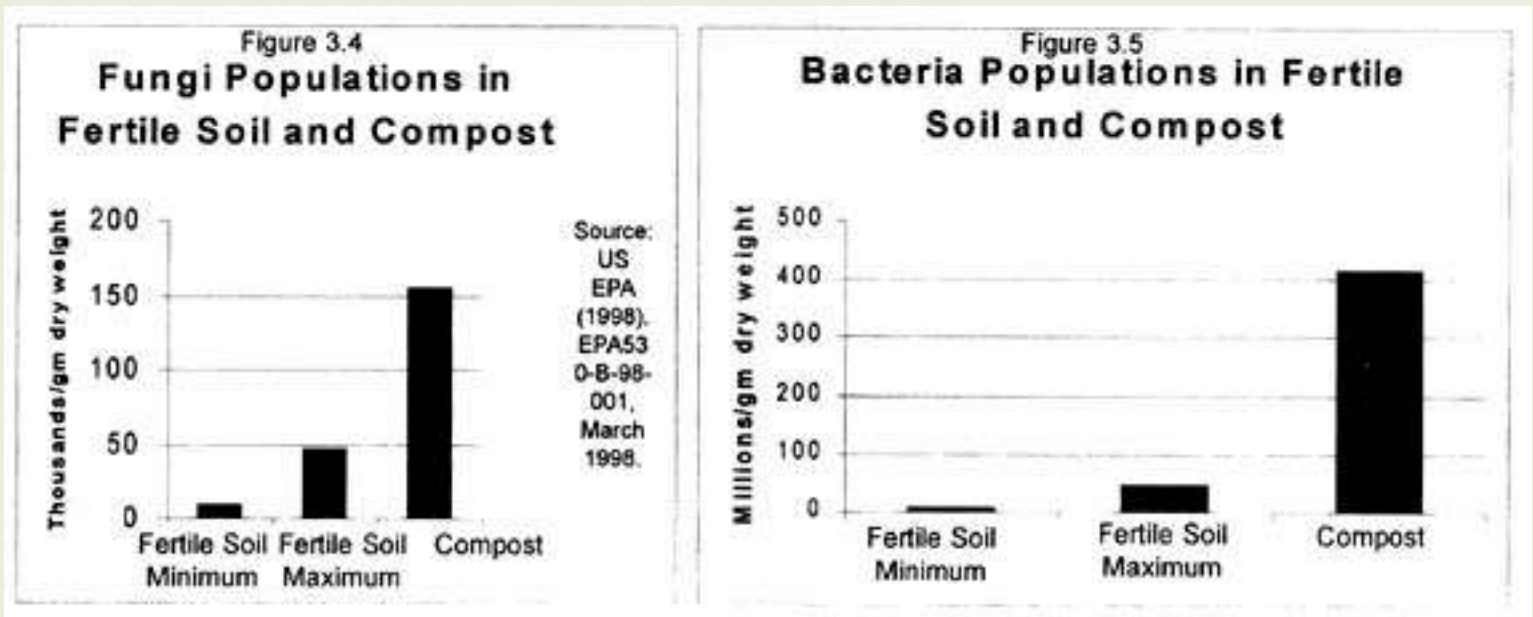 Figure 3.4
Fungi Populations in
Fertile Soil and Compost
Thousands/gm dry weight
200
150
100
50
0
Fertile Soil
Minimum
Fertile Soil
Maximum
Compost
Source:
US
EPA
(1998).
EPA53
0-B-98-
001,
March
1998.
Figure 3.5
Bacteria Populations in Fertile
Soil and Compost
Millions/gm dry weight
500
400
300
200
100
0
Fertile Soil
Minimum
Fertile Soil
Maximum
Compost